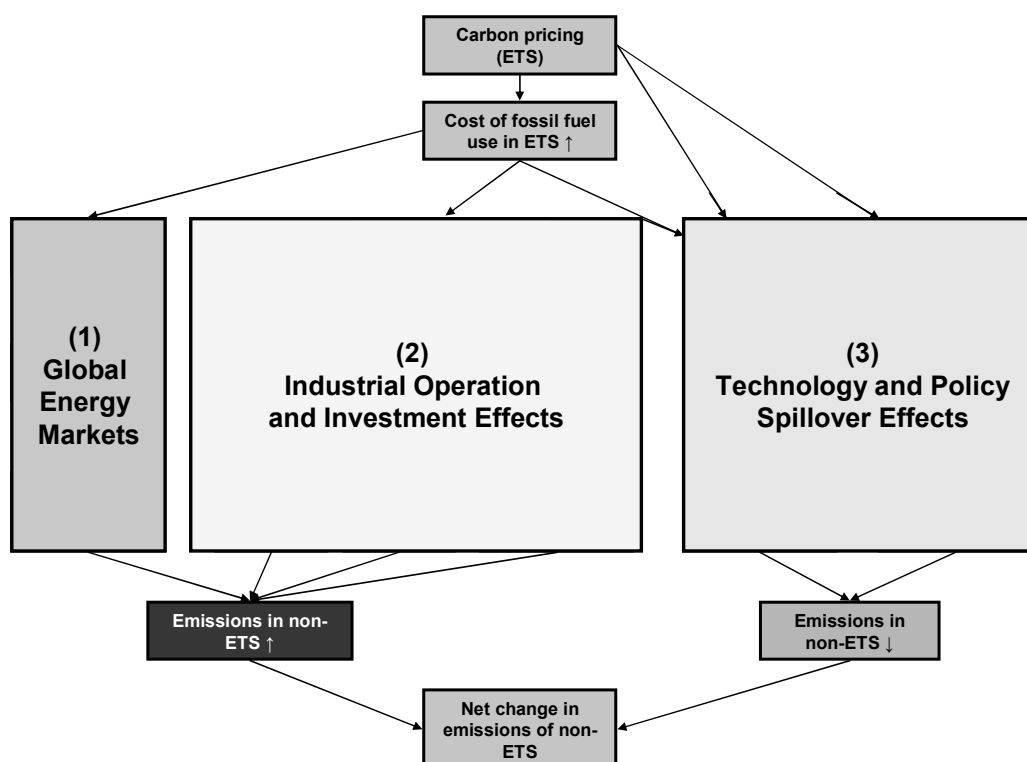 Carbon pricing
(ETS)
Cost of fossil fuel
use in ETS ↑
(1)
Global
Energy
Markets
(2)
Industrial Operation
and Investment Effects
(3)
Technology and Policy
Spillover Effects
Emissions in non-
ETS ↑
Emissions in
non-ETS ↓
Net change in
emissions of non-
ETS